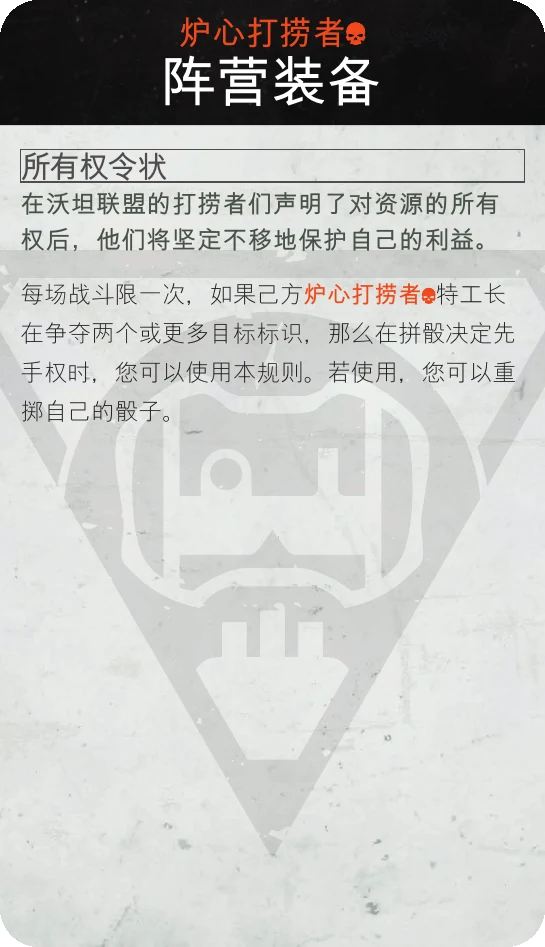 炉心打捞者
阵营装备
所有权令状
在沃坦联盟的打捞者们声明了对资源的所有
权后，他们将坚定不移地保护自己的利益。
每场战斗限一次，如果己方炉心打捞者特工长
在争夺两个或更多目标标识，那么在拼骰决定先
手权时，您可以使用本规则。若使用，您可以重
掷自己的骰子。